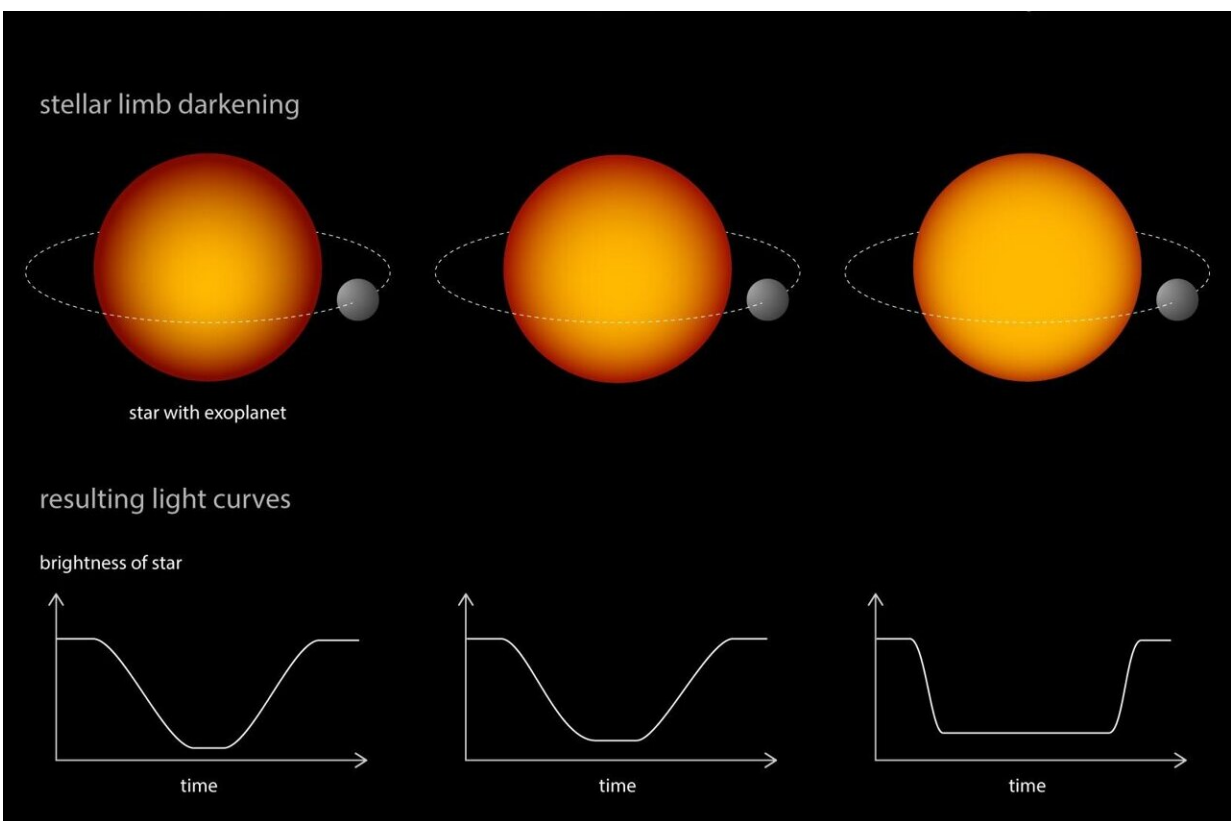 stellar limb darkening
star with exoplanet
resulting light curves
brightness of star
time
time
time